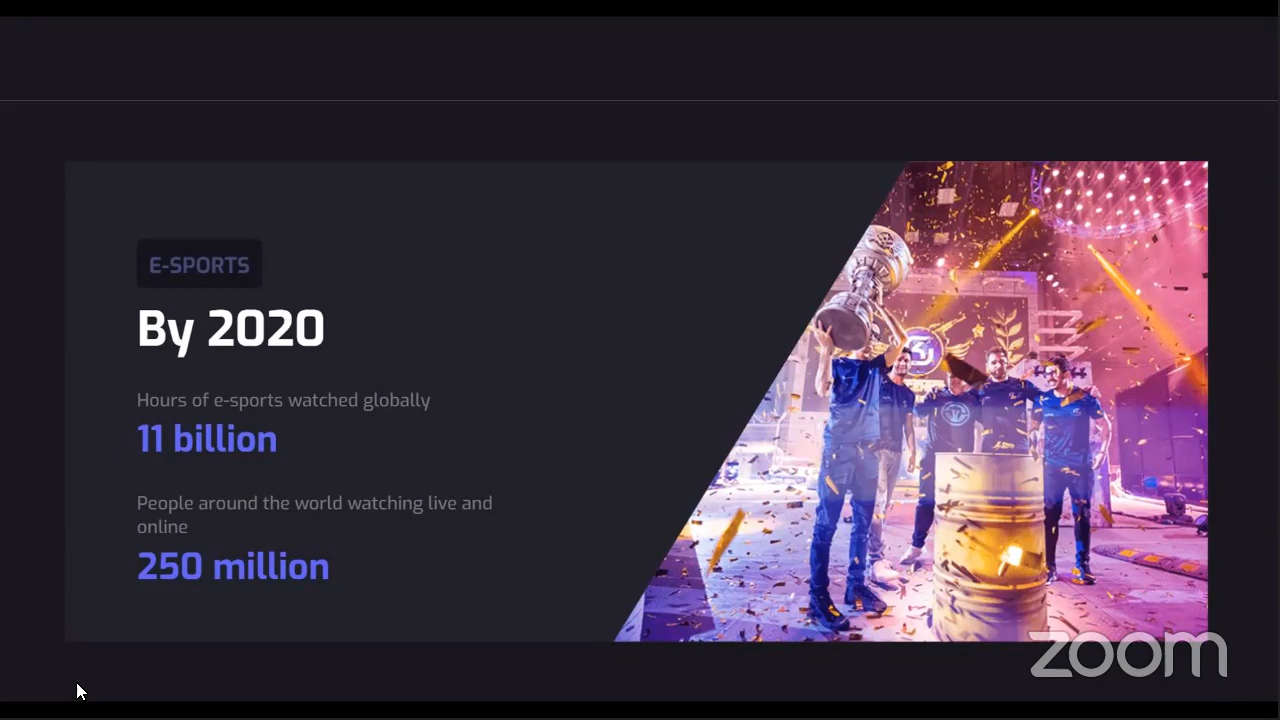 E-SPORTS
By 2020
Hours of e-sports watched globally
11 billion
People around the world watching live and
online
250 million
zoom